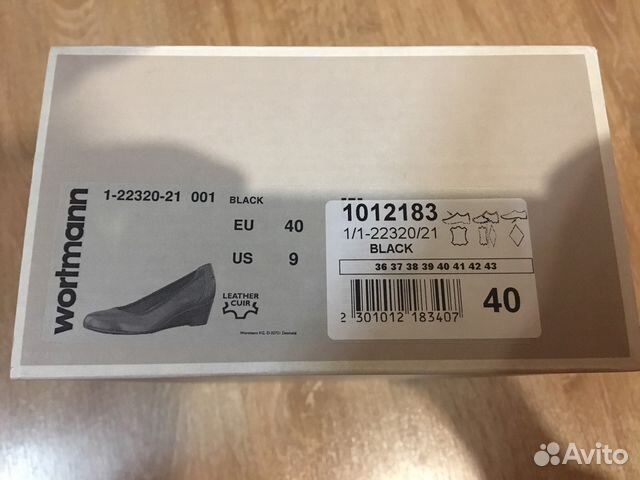 wortmann
1-22320-21 001 BLACK
EU 40
US 9
LEATHER
CUIR
1012183
1/1-22320/21
BLACK
36 37 38 39 40 41 42 43
2 301012 183407
40
Avito